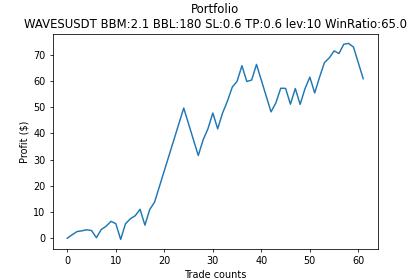 Portfolio
WAVESUSDT BBM:2.1 BBL:180 SL:0.6 TP:0.6 lev:10 WinRatio:65.0
Profit ($)
70
60
50
40
30
20
10
0
0 10 20 30 40 50 60
Trade counts